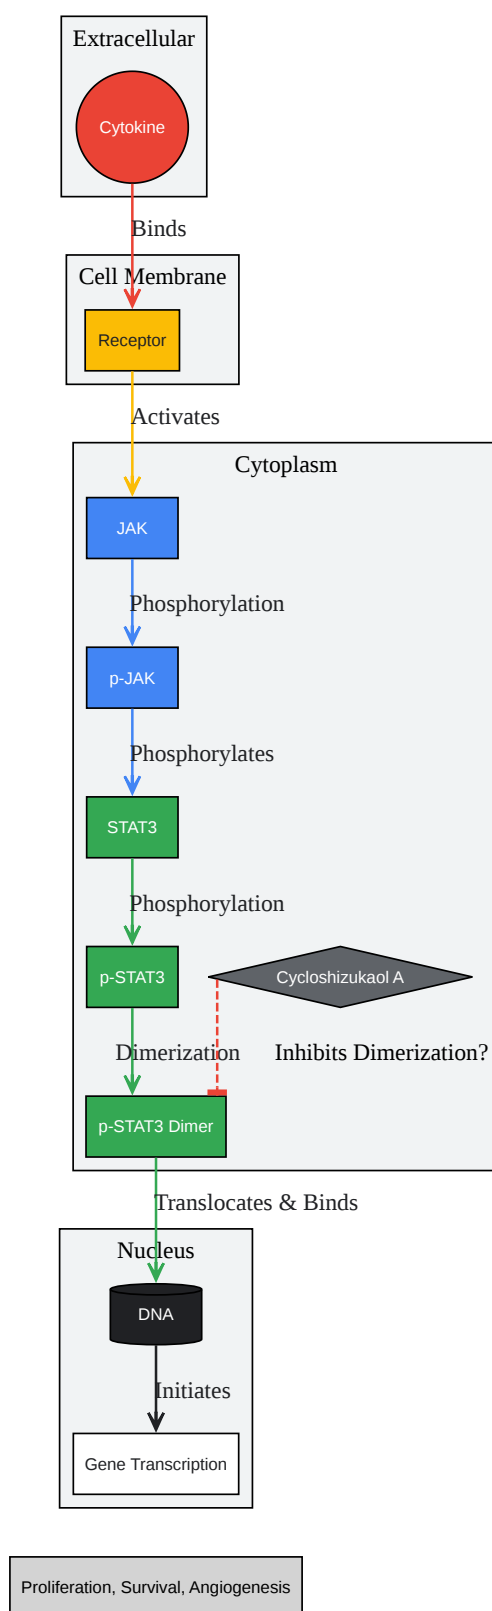 Extracellular
Cytokine
Binds
Cell Membrane
Receptor
Activates
Cytoplasm
JAK
Phosphorylation
p-JAK
Phosphorylates
STAT3
Phosphorylation
p-STAT3
Cycloshizukaol A
Dimerization
Inhibits Dimerization?
p-STAT3 Dimer
Translocates & Binds
Nucleus
DNA
Initiates
Gene Transcription
Proliferation, Survival, Angiogenesis